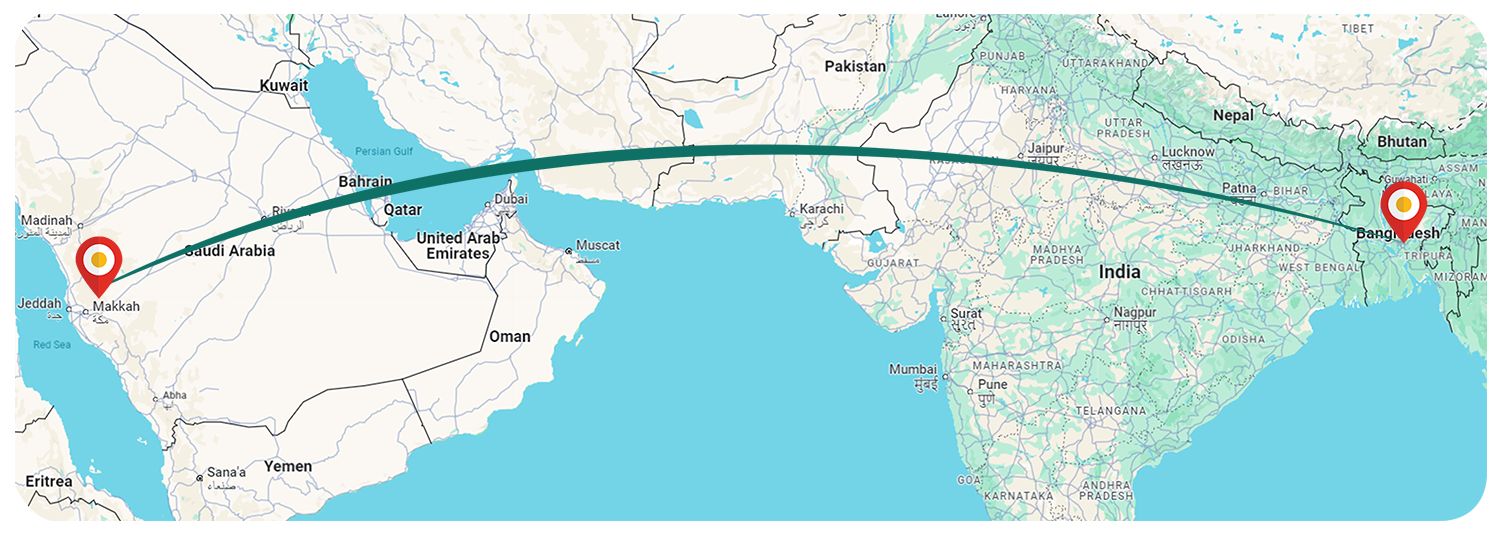 Lahore
TIBET
Pakistan
PUNJAB
UTTARAKHAND
Kuwait
HARYANA
Nepal
UTTAR
PRADESH
Bhutan
Persian Gulf
Jaipur
जयपुर
Lucknow
लखनऊ
ASSAM
Bahrain
Guwahati
Patna
BIHAR
Dubai
Karachi
كراچى
Qatar
Madinah
المدينة المنورة
الرياض
Bangladesh
United Arab
Emirates
Muscat
مسقط
Saudi Arabia
MADHYA
PRADESH
JHARKHAND
TRIPURA
GUJARAT
India
WEST BENGAL
MIZORAM
CHHATTISGARH
Jeddah
جدة
Makkah
مكة
Surat
सुरत
Nagpur
नागपुर
Red Sea
Oman
ODISHA
Mumbai
मुंबई
MAHARASHTRA
Pune
पुणे
Abha
TELANGANA
Yemen
Sana'a
صنعاء
Eritrea
GOA
KARNATAKA
ANDHRA
PRADESH